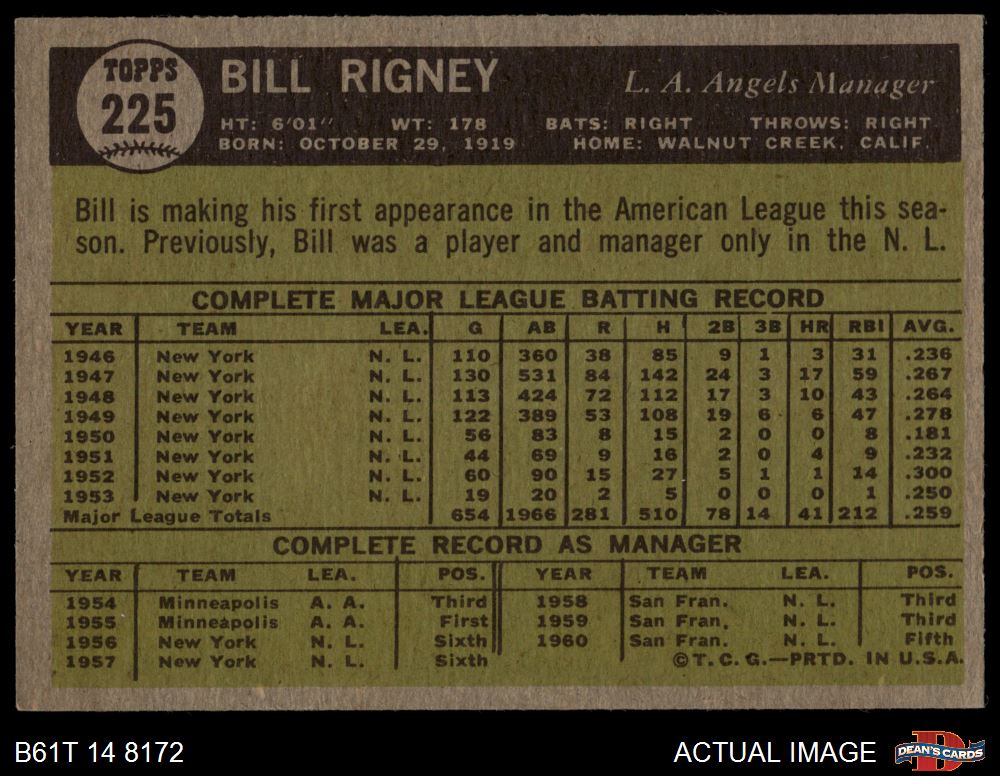 TOPPS
225
BILL RIGNEY L. A. Angels Manager
HT: 6'01" WT: 178 BATS: RIGHT THROWS: RIGHT
BORN: OCTOBER 29, 1919 HOME: WALNUT CREEK, CALIF.
Bill is making his first appearance in the American League this sea-
son. Previously, Bill was a player and manager only in the N. L.
COMPLETE MAJOR LEAGUE BATTING RECORD
YEAR TEAM LEA. G AB R H 2B 3B HR RBI AVG.
1946 New York N. L. 110 360 38 85 9 1 3 31 .236
1947 New York N. L. 130 531 84 142 24 3 17 59 .267
1948 New York N. L. 113 424 72 112 17 3 10 43 .264
1949 New York N. L. 122 389 53 108 19 6 6 47 .278
1950 New York N. L. 56 83 8 15 2 0 0 8 .181
1951 New York N. L. 44 69 9 16 2 0 4 9 .232
1952 New York N. L. 60 90 15 27 5 1 1 14 .300
1953 New York N. L. 19 20 2 5 0 0 0 1 .250
Major League Totals 654 1966 281 510 78 14 41 212 .259
COMPLETE RECORD AS MANAGER
YEAR TEAM LEA. POS. YEAR TEAM LEA. POS.
1954 Minneapolis A. A. Third 1958 San Fran. N. L. Third
1955 Minneapolis A. A. First 1959 San Fran. N. L. Third
1956 New York N. L. Sixth 1960 San Fran. N. L. Fifth
1957 New York N. L. Sixth ©T. C. G.—PRTD. IN U.S.A.
B61T 14 8172 ACTUAL IMAGE DEAN'S CARDS